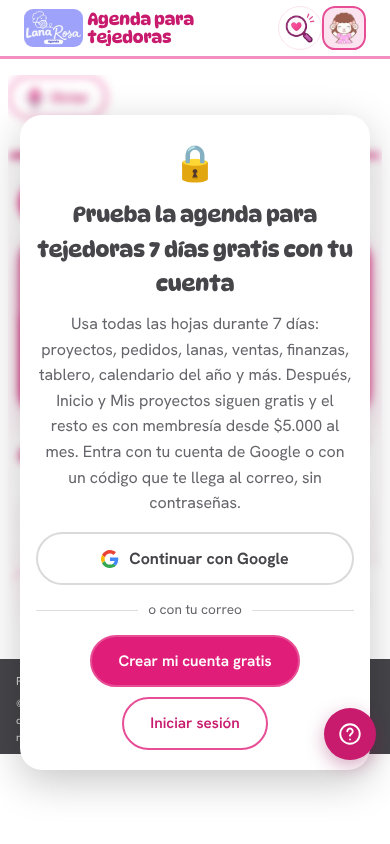 Lana Rosa
Agenda para
tejedoras
Prueba la agenda para
tejedoras 7 días gratis con tu
cuenta
Usa todas las hojas durante 7 días:
proyectos, pedidos, lanas, ventas, finanzas,
tablero, calendario del año y más. Después,
Inicio y Mis proyectos siguen gratis y el
resto es con membresía desde $5.000 al
mes. Entra con tu cuenta de Google o con
un código que te llega al correo, sin
contraseñas.
Continuar con Google
o con tu correo
Crear mi cuenta gratis
Iniciar sesión